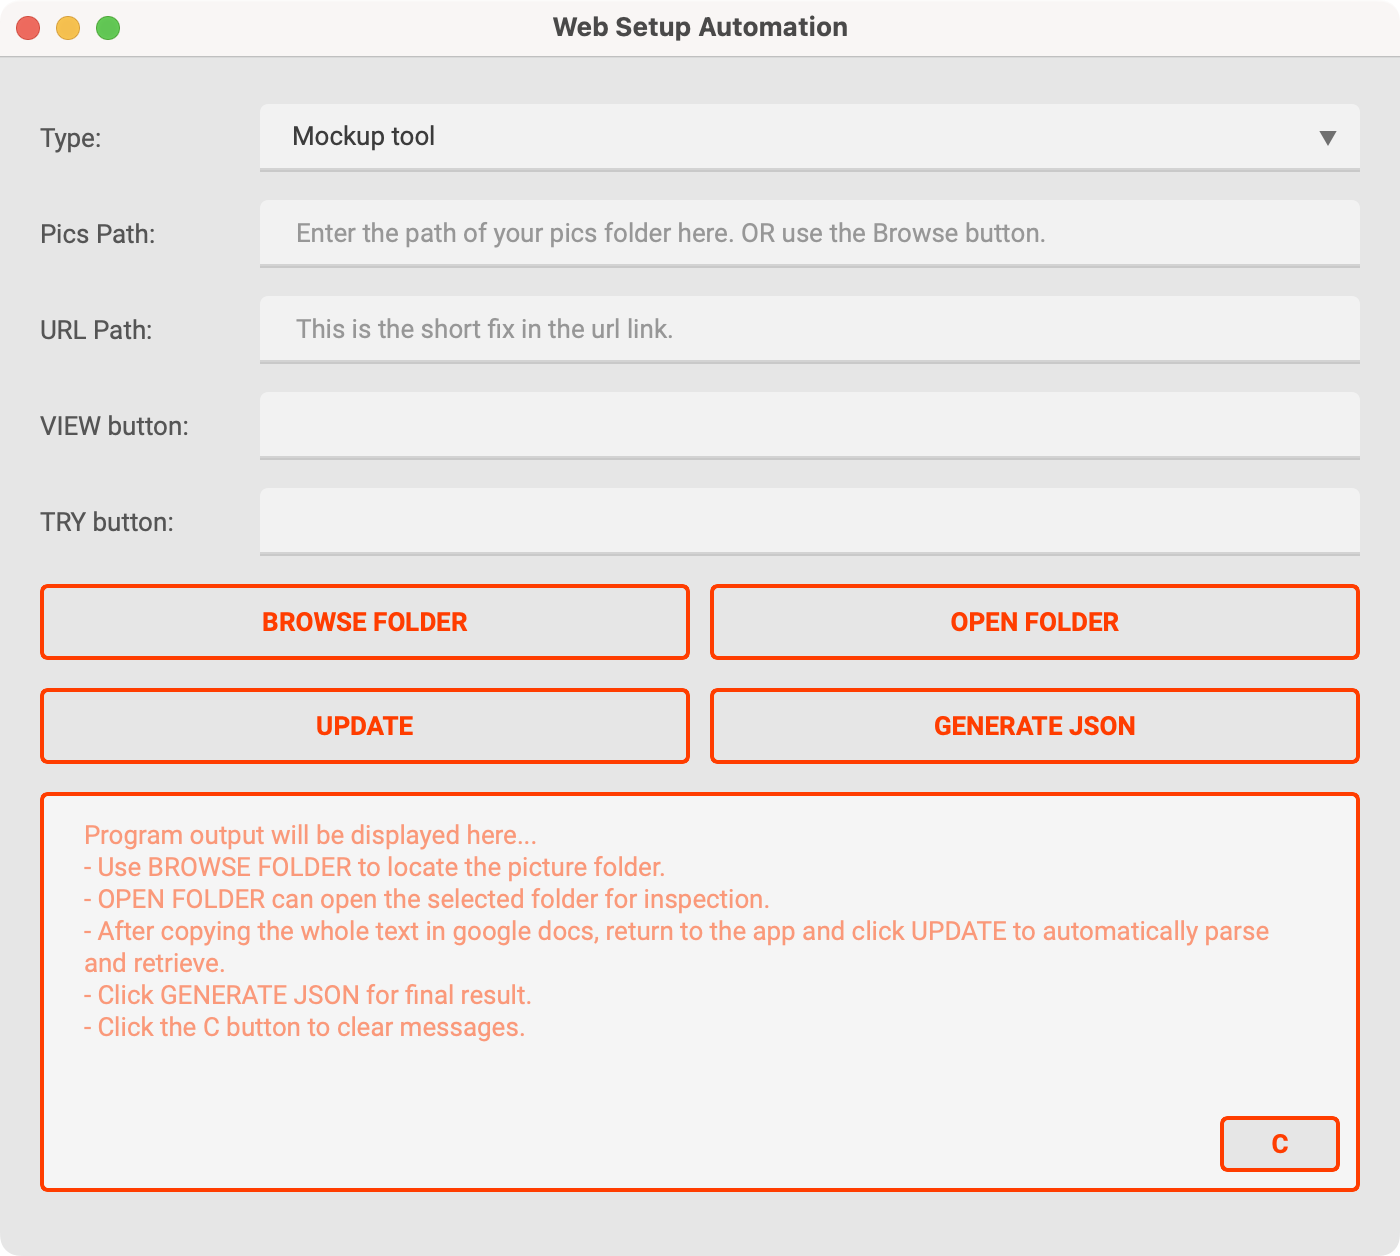 Web Setup Automation
Type:
Mockup tool
Pics Path:
Enter the path of your pics folder here. OR use the Browse button.
URL Path:
This is the short fix in the url link.
VIEW button:
TRY button:
BROWSE FOLDER
OPEN FOLDER
UPDATE
GENERATE JSON
Program output will be displayed here...
- Use BROWSE FOLDER to locate the picture folder.
- OPEN FOLDER can open the selected folder for inspection.
- After copying the whole text in google docs, return to the app and click UPDATE to automatically parse
and retrieve.
- Click GENERATE JSON for final result.
- Click the C button to clear messages.
C